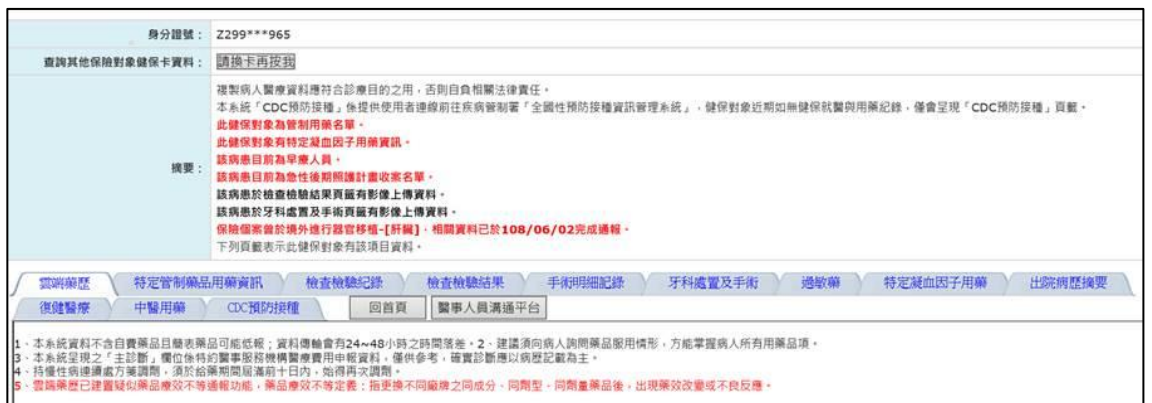 身分證號： Z299***965
查詢其他保險對象健保卡資料： 請換卡再按我
摘要：
複製病人醫療資料應符合診療目的之用，否則自負相關法律責任。
本系統「CDC預防接種」係提供使用者連線前往疾病管制署「全國性預防接種資訊管理系統」，健保對象近期如無健保就醫與用藥紀錄，僅會呈現「CDC預防接種」頁籤。
此健保對象為管制用藥名單。
此健保對象有特定凝血因子用藥資訊。
該病患目前為早療人員。
該病患目前為急性後期照護計畫收案名單。
該病患於檢查檢驗結果頁籤有影像上傳資料。
該病患於牙科處置及手術頁籤有影像上傳資料。
保險個案曾於境外進行器官移植-[肝臟]，相關資料已於108/06/02完成通報。
下列頁籤表示此健保對象有該項目資料。
雲端藥歷 特定管制藥品用藥資訊 檢查檢驗紀錄 檢查檢驗結果 手術明細記錄 牙科處置及手術 過敏藥 特定凝血因子用藥 出院病歷摘要
復健醫療 中醫用藥 CDC預防接種 回首頁 醫事人員溝通平台
1、本系統資料不含自費藥品且簡表藥品可能低報；資料傳輸會有24~48小時之時間落差。2、建議須向病人詢問藥品服用情形，方能掌握病人所有用藥品項。
3、本系統呈現之「主診斷」欄位係特約醫事服務機構醫療費用申報資料，僅供參考，確實診斷應以病歷記載為主。
4、持慢性病連續處方箋調劑，須於給藥期間屆滿前十日內，始得再次調劑。
5、雲端藥歷已建置疑似藥品療效不等通報功能，藥品療效不等定義：指更換不同廠牌之同成分、同劑型、同劑量藥品後，出現藥效改變或不良反應。